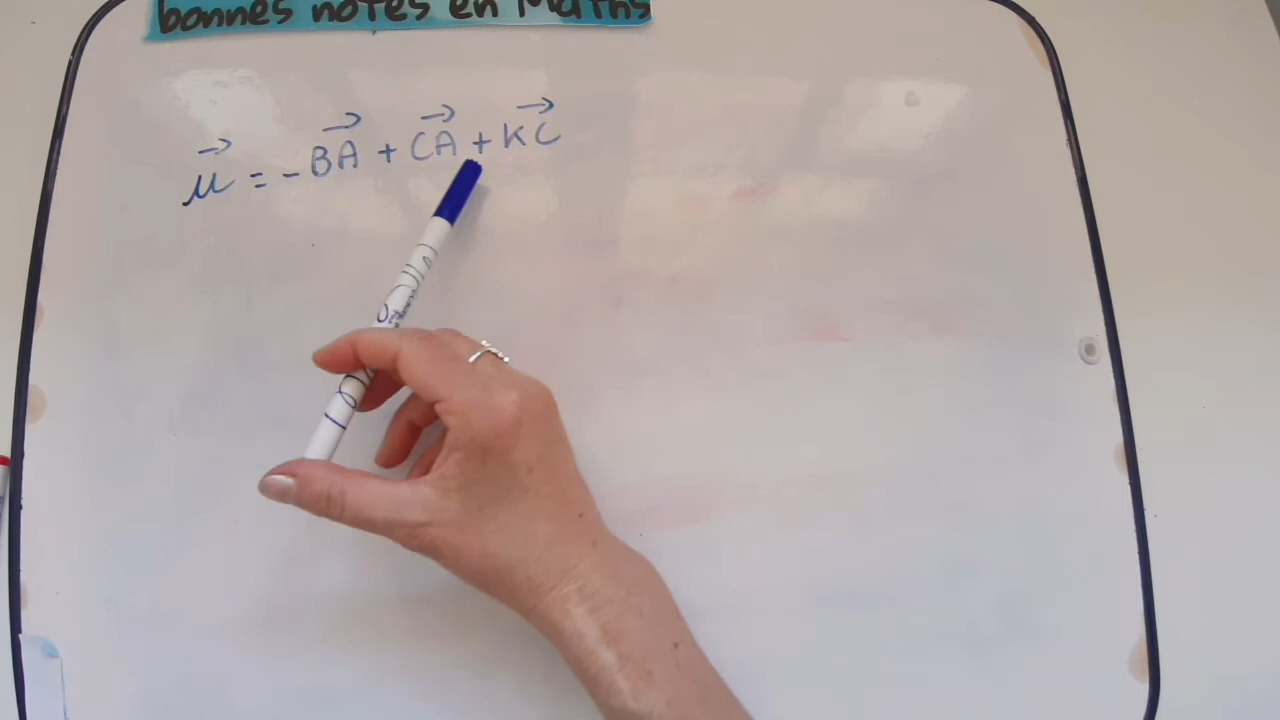 bonnes notes en Maths
→ → → →
u = - BA + CA + KC